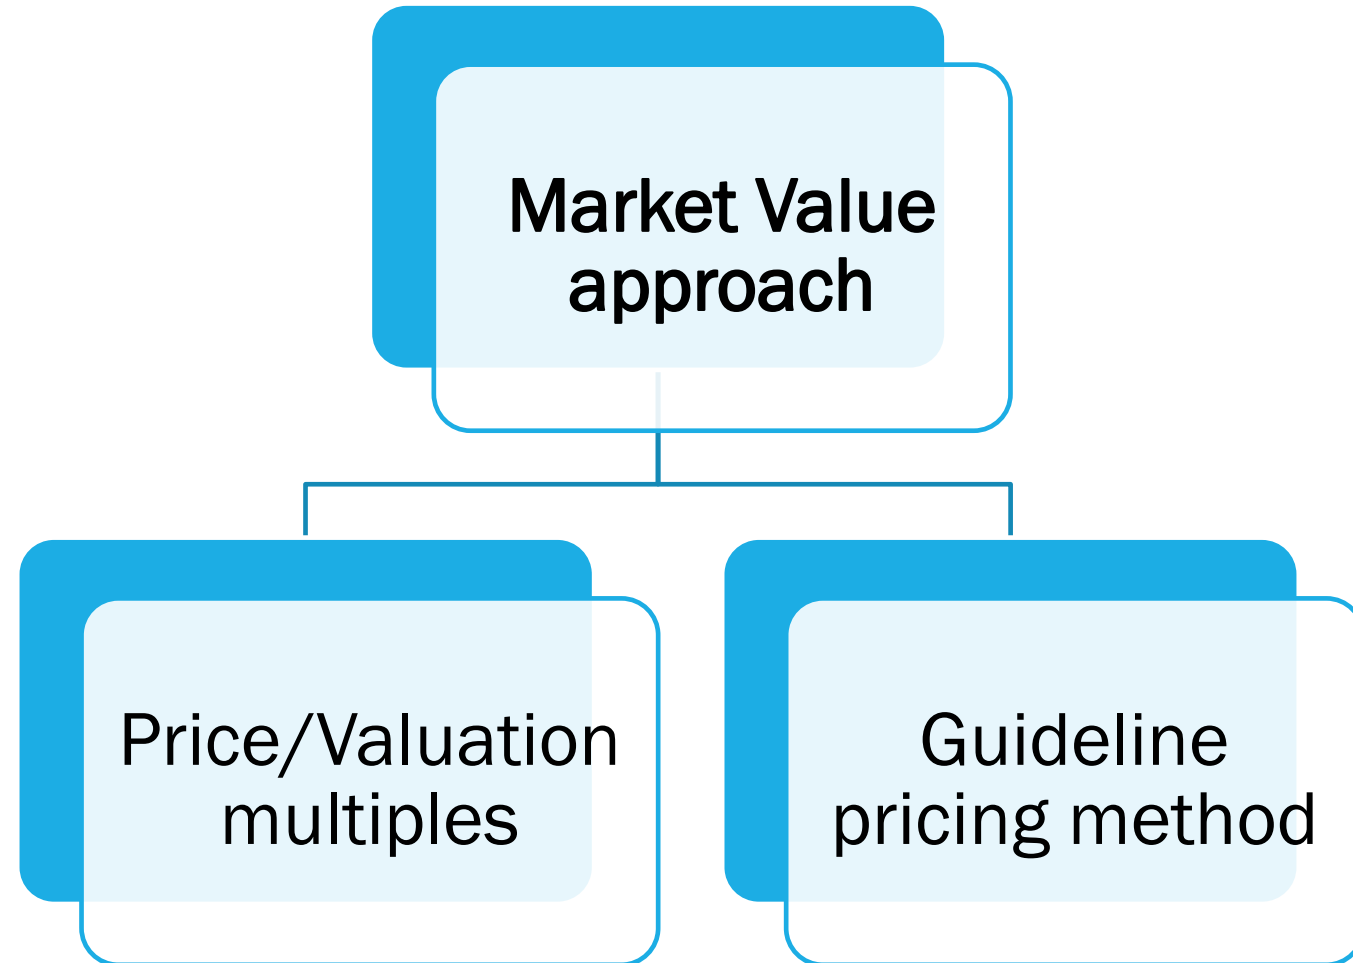 Market Value
approach
Price/Valuation
multiples
Guideline
pricing method